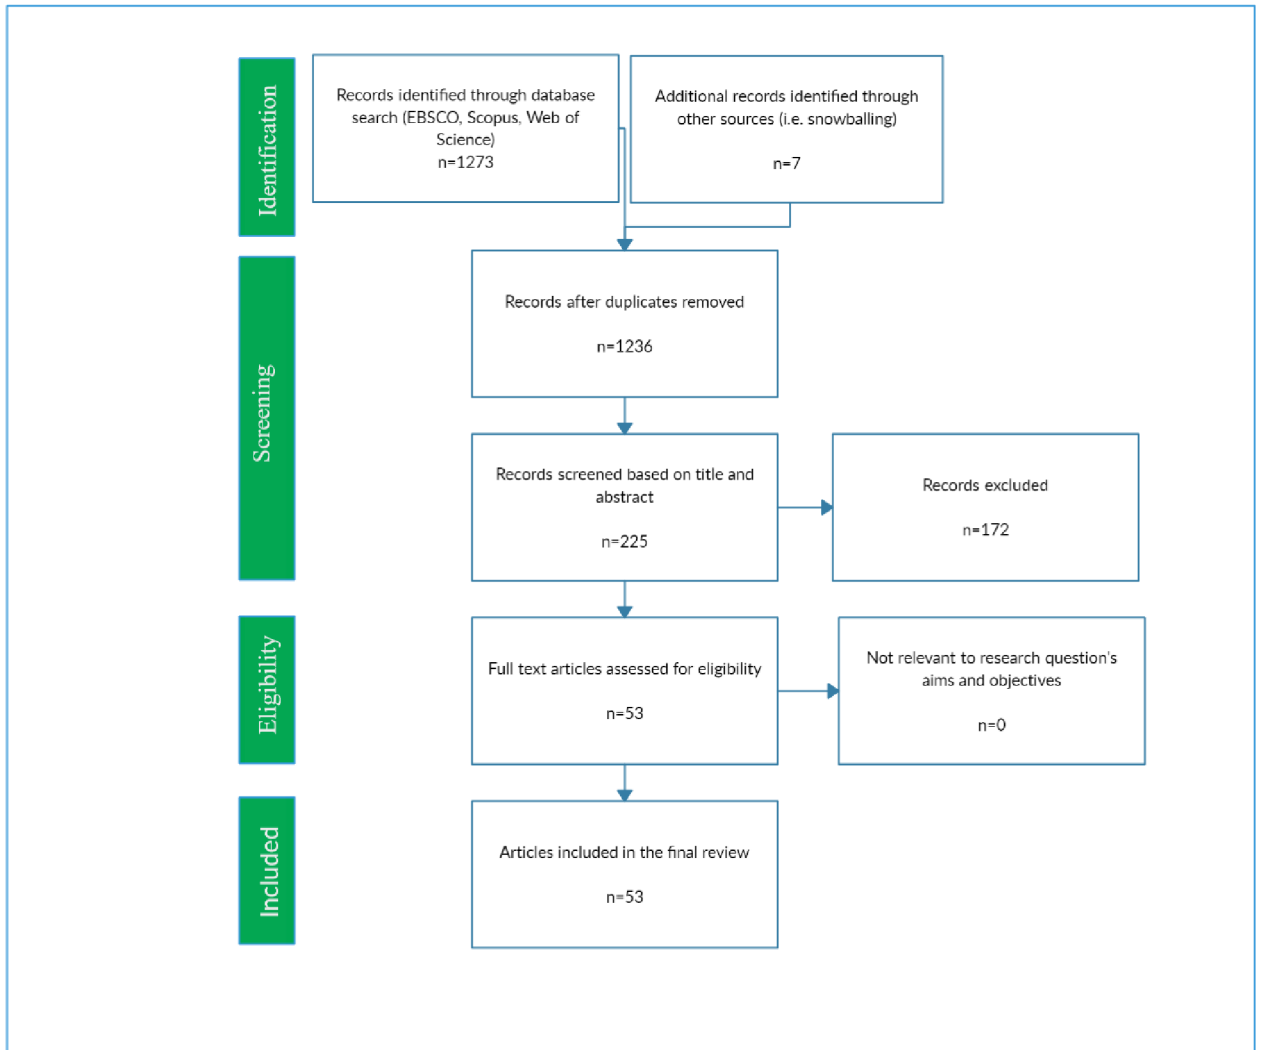 Identification
Records identified through database
search (EBSCO, Scopus, Web of
Science)
n=1273
Additional records identified through
other sources (i.e. snowballing)
n=7
Screening
Records after duplicates removed
n=1236
Records screened based on title and
abstract
n=225
Records excluded
n=172
Eligibility
Full text articles assessed for eligibility
n=53
Not relevant to research question's
aims and objectives
n=0
Included
Articles included in the final review
n=53